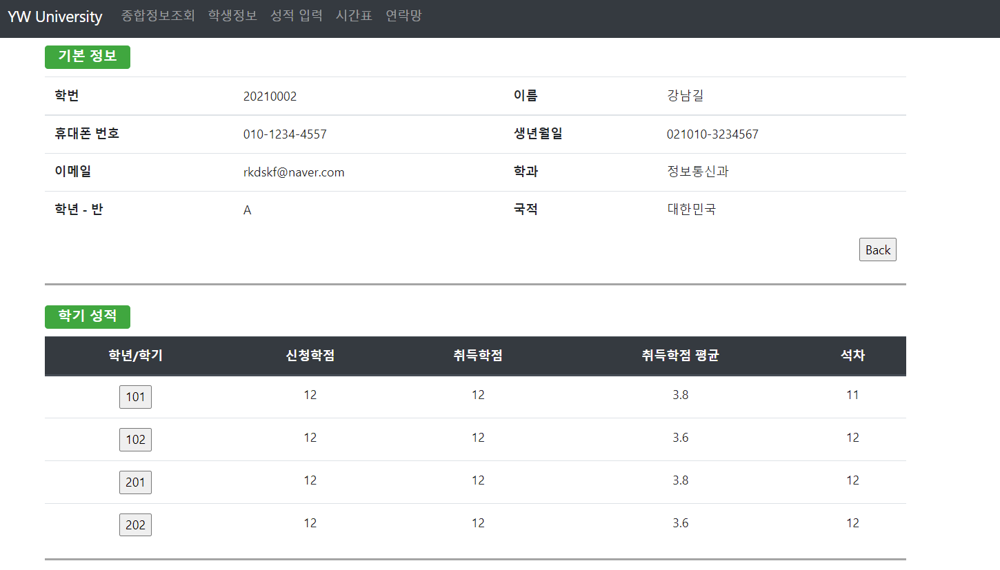 YW University 종합정보조회 학생정보 성적 입력 시간표 연락망
기본 정보
학번 20210002 이름 강남길
휴대폰 번호 010-1234-4557 생년월일 021010-3234567
이메일 rkdskf@naver.com 학과 정보통신과
학년 - 반 A 국적 대한민국
Back
학기 성적
학년/학기 신청학점 취득학점 취득학점 평균 석차
101 12 12 3.8 11
102 12 12 3.6 12
201 12 12 3.8 12
202 12 12 3.6 12